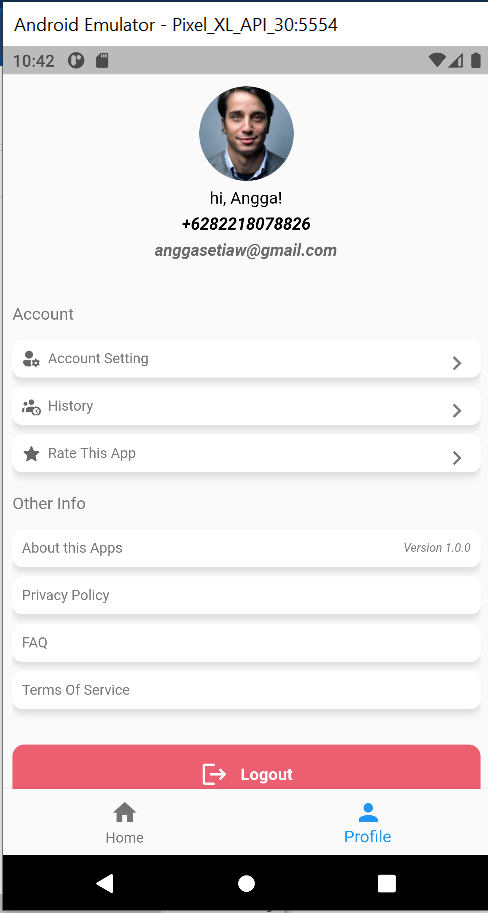 Android Emulator - Pixel_XL_API_30:5554
10:42
hi, Angga!
+6282218078826
anggasetiaw@gmail.com
Account
Account Setting
History
Rate This App
Other Info
About this Apps Version 1.0.0
Privacy Policy
FAQ
Terms Of Service
Logout
Home Profile